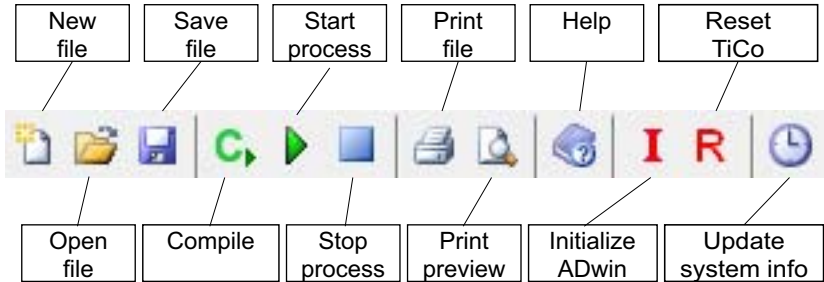 New
file
Save
file
Start
process
Print
file
Help
Reset
TiCo
C
I
R
Open
file
Compile
Stop
process
Print
preview
Initialize
ADwin
Update
system info